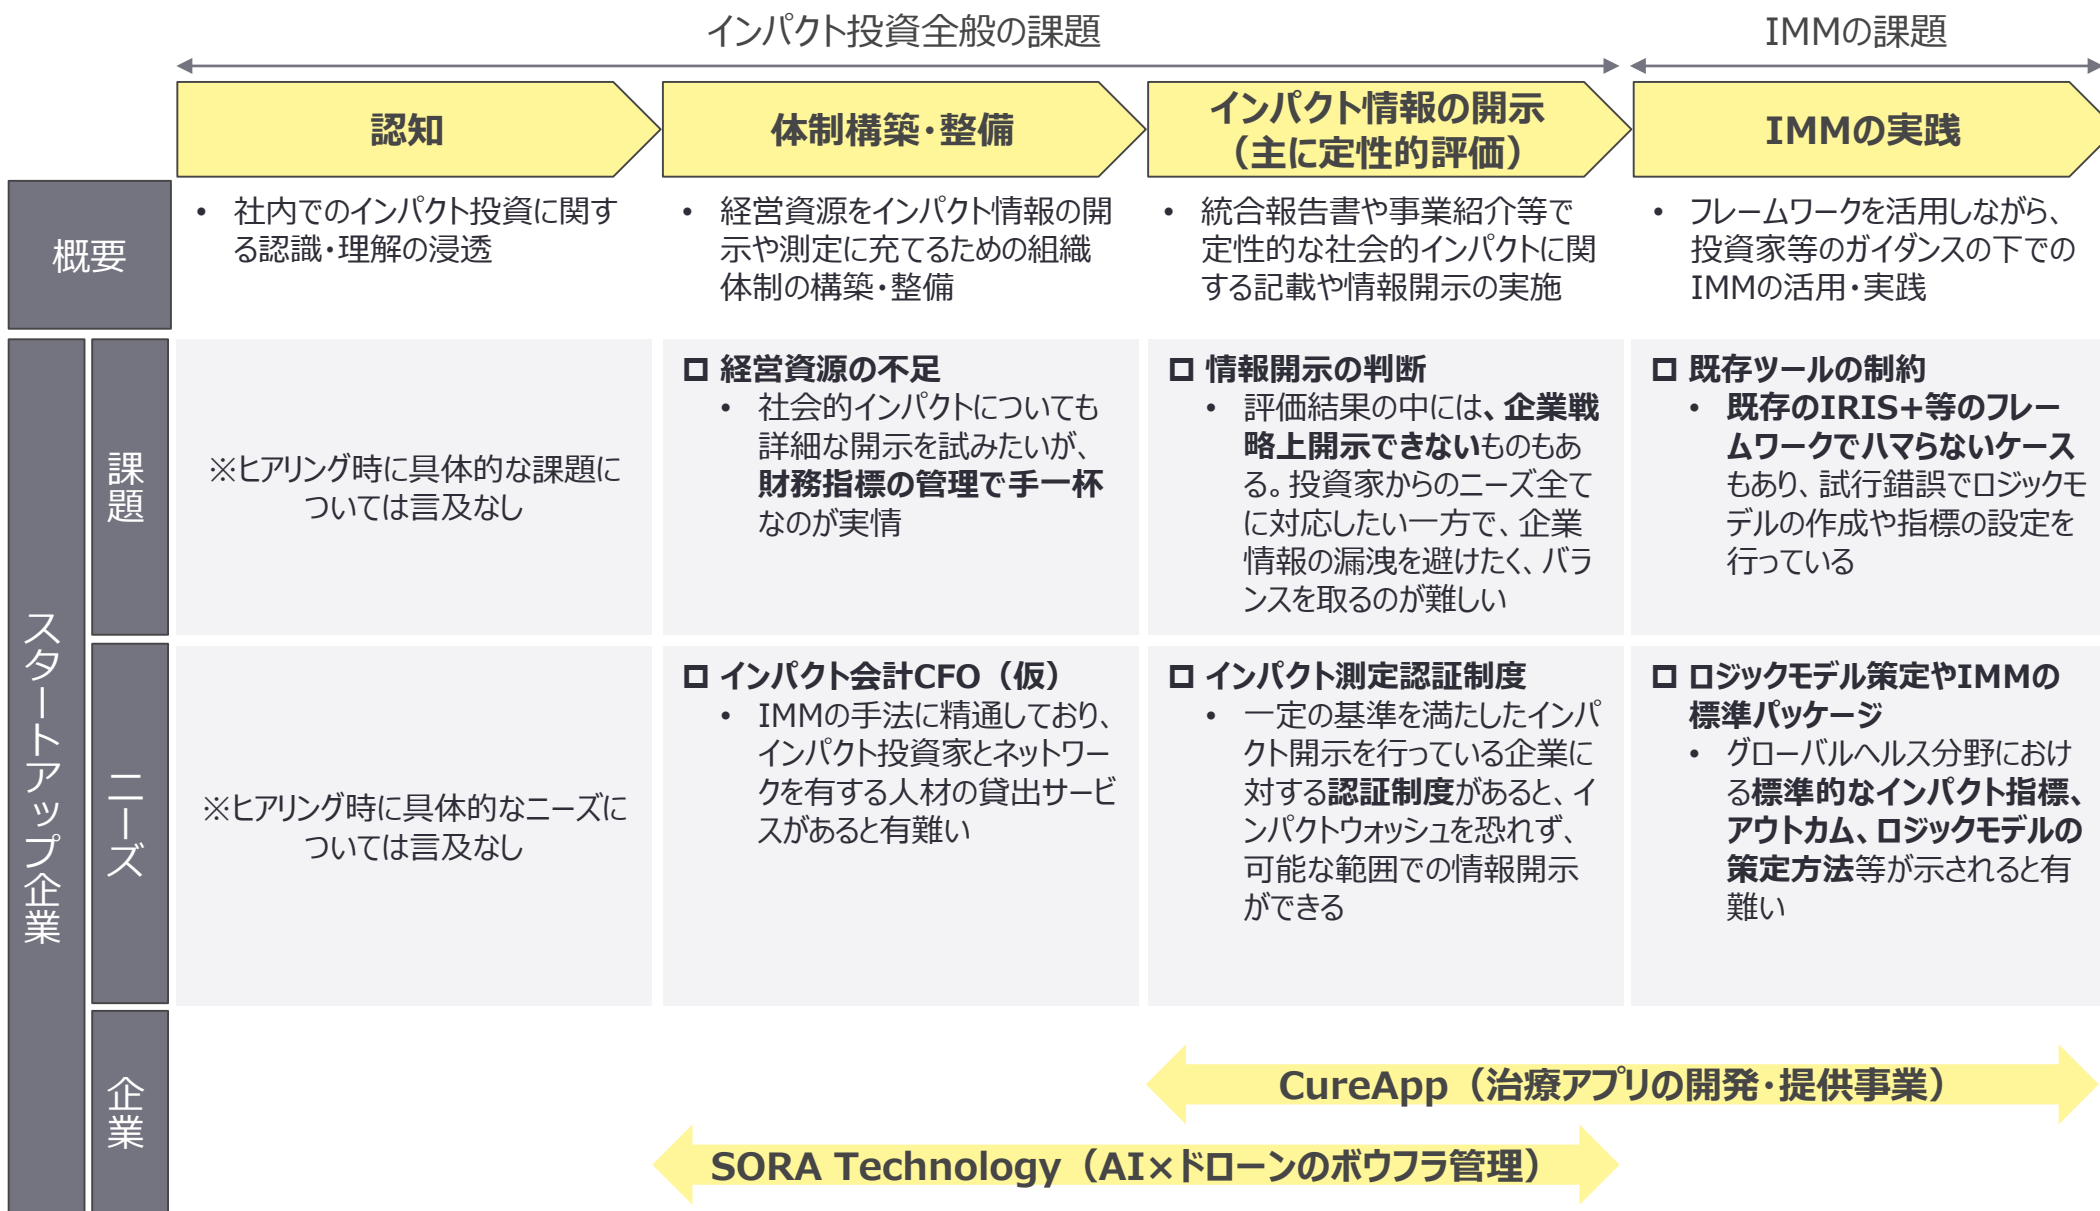 インパクト投資全般の課題
IMMの課題
認知
体制構築・整備
インパクト情報の開示
（主に定性的評価）
IMMの実践
概要
• 社内でのインパクト投資に関す
る認識・理解の浸透
• 経営資源をインパクト情報の開
示や測定に充てるための組織
体制の構築・整備
• 統合報告書や事業紹介等で
定性的な社会的インパクトに関
する記載や情報開示の実施
• フレームワークを活用しながら、
投資家等のガイダンスの下での
IMMの活用・実践
スタートアップ企業
課題
※ヒアリング時に具体的な課題に
ついては言及なし
経営資源の不足
• 社会的インパクトについても
詳細な開示を試みたいが、
財務指標の管理で手一杯
なのが実情
情報開示の判断
• 評価結果の中には、企業戦
略上開示できないものもあ
る。投資家からのニーズ全て
に対応したい一方で、企業
情報の漏洩を避けたく、バラ
ンスを取るのが難しい
既存ツールの制約
• 既存のIRIS+等のフレー
ムワークでハマらないケース
もあり、試行錯誤でロジックモ
デルの作成や指標の設定を
行っている
ニーズ
※ヒアリング時に具体的なニーズに
ついては言及なし
インパクト会計CFO（仮）
• IMMの手法に精通しており、
インパクト投資家とネットワー
クを有する人材の貸出サービ
スがあると有難い
インパクト測定認証制度
• 一定の基準を満たしたインパ
クト開示を行っている企業に
対する認証制度があると、イ
ンパクトウォッシュを恐れず、
可能な範囲での情報開示
ができる
ロジックモデル策定やIMMの
標準パッケージ
• グローバルヘルス分野におけ
る標準的なインパクト指標、
アウトカム、ロジックモデルの
策定方法等が示されると有
難い
企業
CureApp（治療アプリの開発・提供事業）
SORA Technology（AI×ドローンのボウフラ管理）